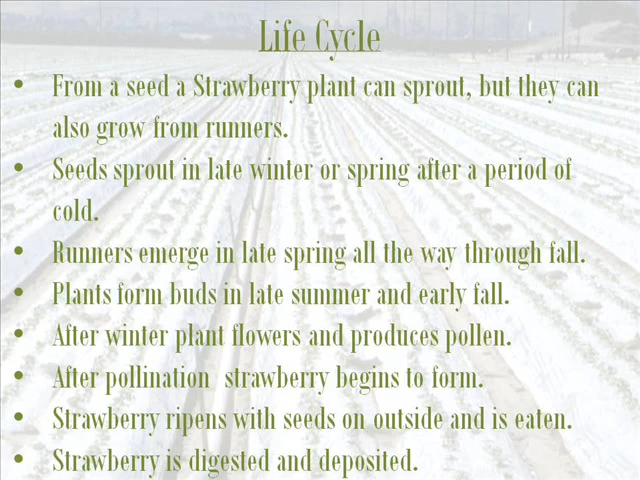 Life Cycle
• From a seed a Strawberry plant can sprout, but they can
also grow from runners.
• Seeds sprout in late winter or spring after a period of
cold.
• Runners emerge in late spring all the way through fall.
• Plants form buds in late summer and early fall.
• After winter plant flowers and produces pollen.
• After pollination  strawberry begins to form.
• Strawberry ripens with seeds on outside and is eaten.
• Strawberry is digested and deposited.